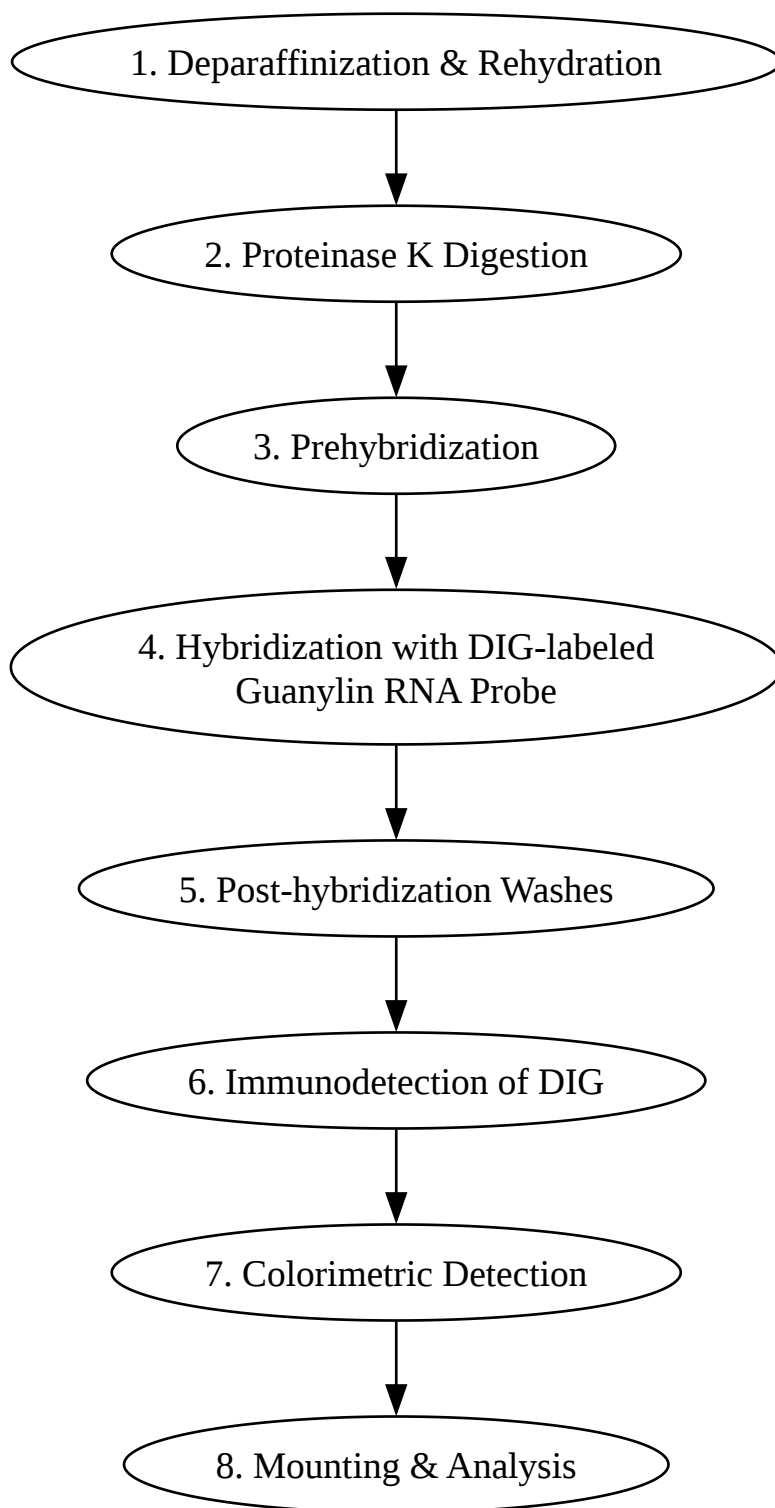 1. Deparaffinization & Rehydration
2. Proteinase K Digestion
3. Prehybridization
4. Hybridization with DIG-labeled
Guanylin RNA Probe
5. Post-hybridization Washes
6. Immunodetection of DIG
7. Colorimetric Detection
8. Mounting & Analysis